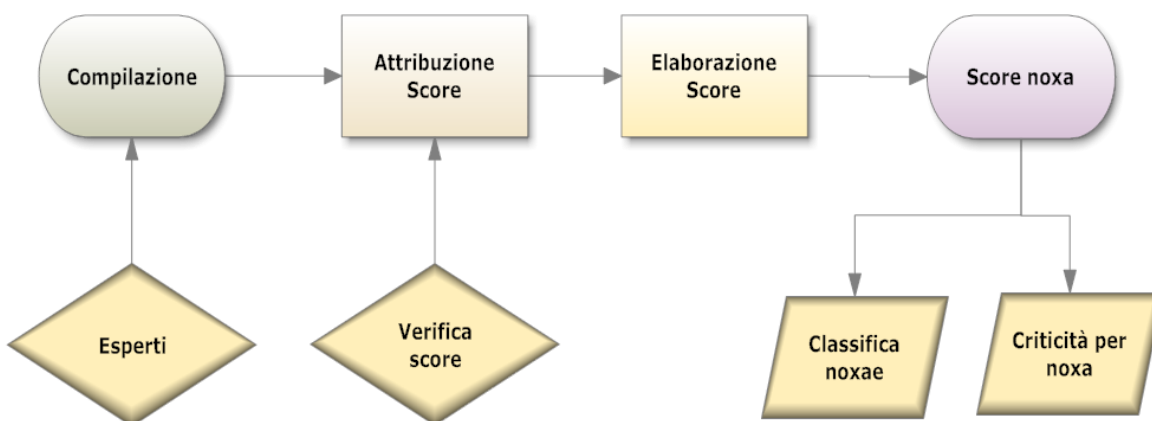 Compilazione
Attribuzione
Score
Elaborazione
Score
Score noxa
Esperti
Verifica
score
Classifica
noxae
Criticità per
noxa